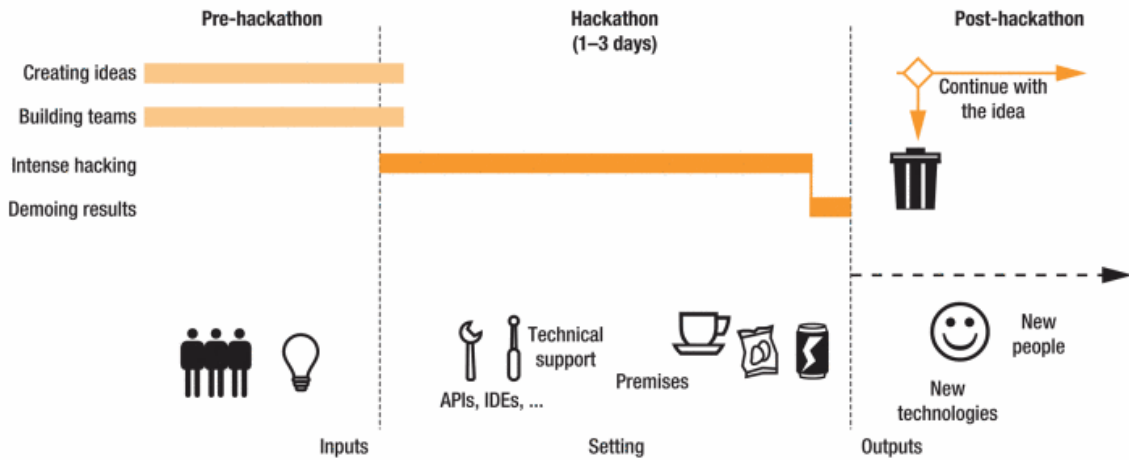 Pre-hackathon
Hackathon
(1–3 days)
Post-hackathon
Creating ideas
Building teams
Intense hacking
Demoing results
Continue with
the idea
Technical
support
APIs, IDEs, ...
Premises
New
people
New
technologies
Inputs
Setting
Outputs